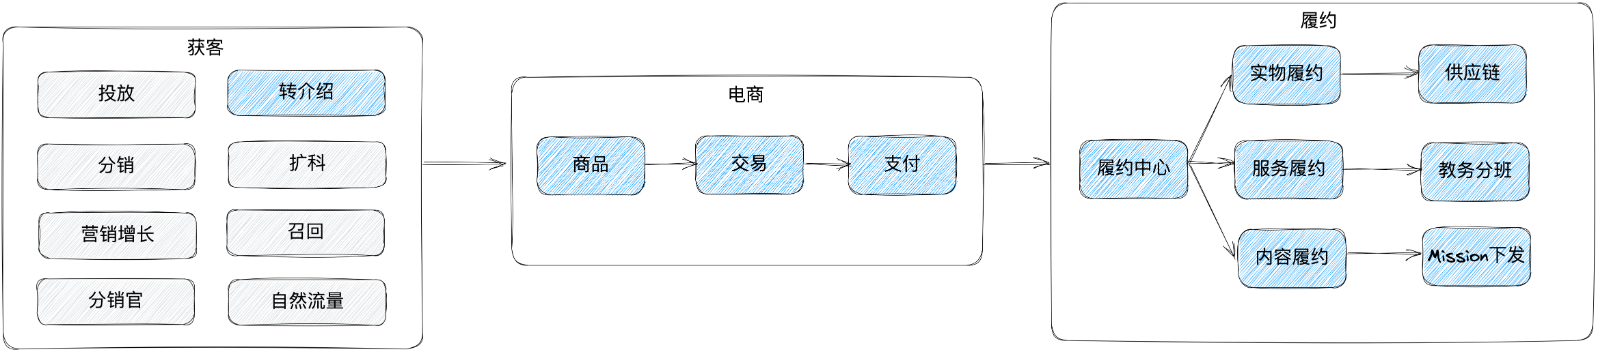 获客
投放
转介绍
分销
扩科
营销增长
召回
分销官
自然流量
电商
商品
交易
支付
履约
履约中心
实物履约
供应链
服务履约
教务分班
内容履约
Mission下发